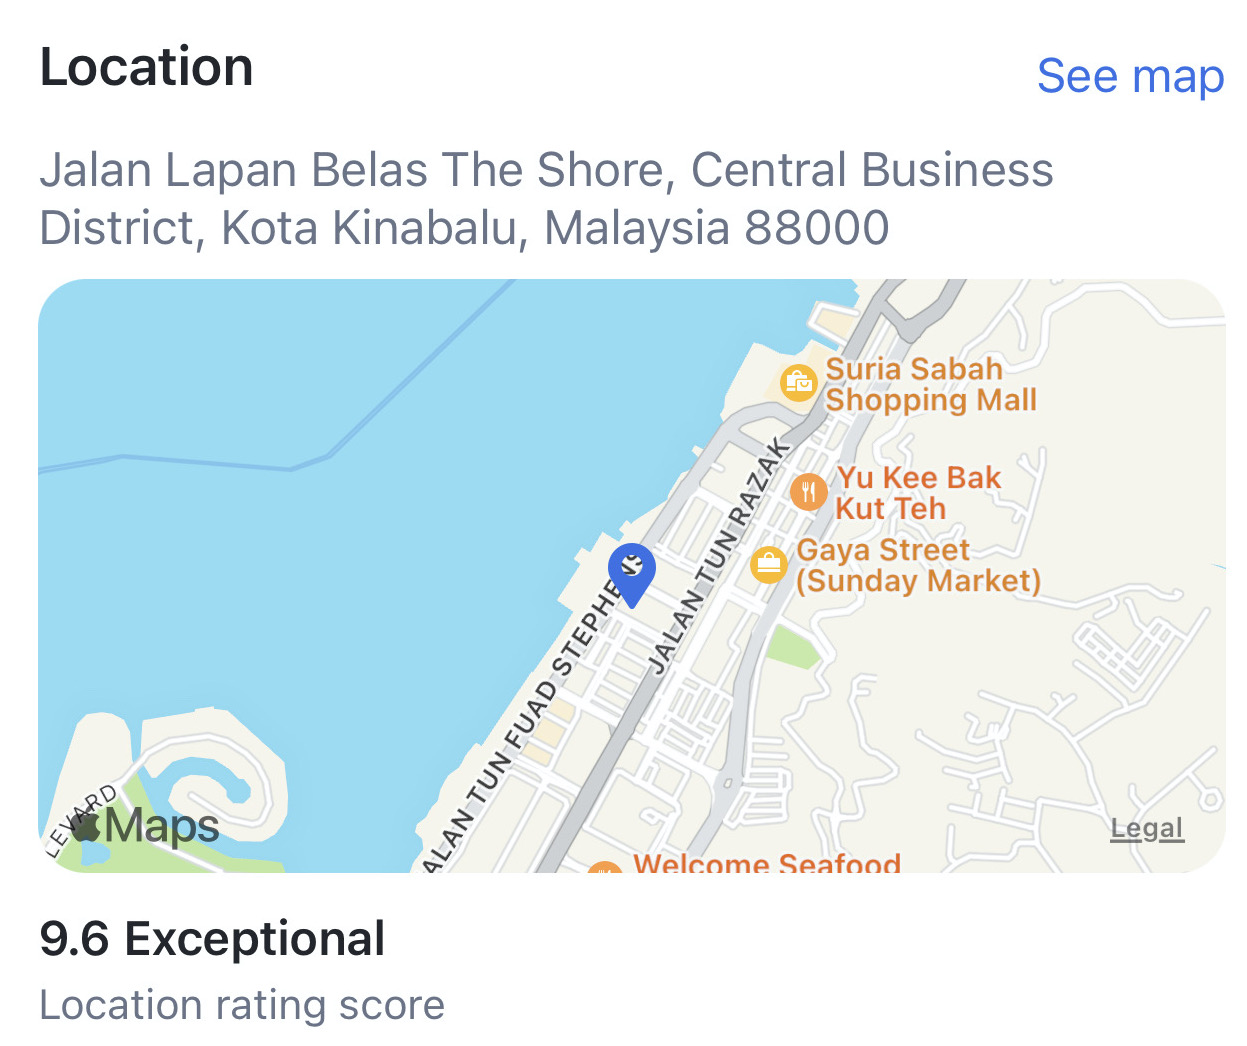 Location
See map
Jalan Lapan Belas The Shore, Central Business
District, Kota Kinabalu, Malaysia 88000
Suria Sabah
Shopping Mall
JALAN TUN RAZAK
Yu Kee Bak
Kut Teh
Gaya Street
(Sunday Market)
ALAN TUN FUAD STEPHENS
LEVARD
Maps
Legal
Welcome Seafood
9.6 Exceptional
Location rating score